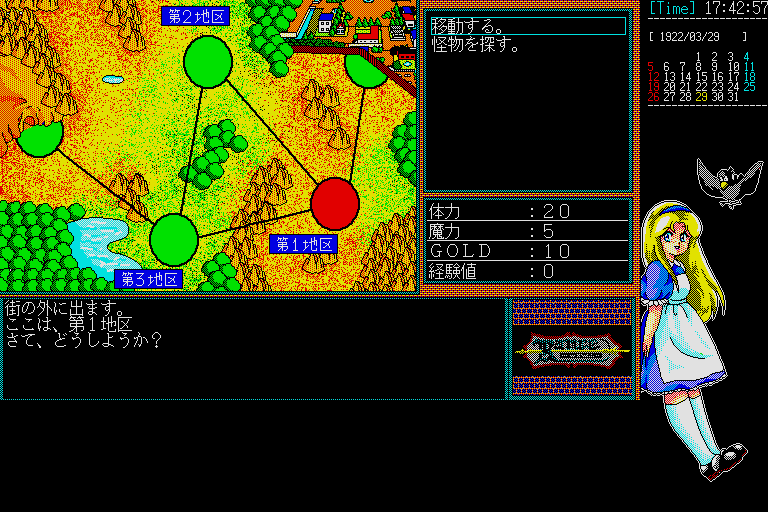 第２地区
第１地区
第３地区
移動する。
怪物を探す。
体力　　　：２０
魔力　　　：５
ＧＯＬＤ　：１０
経験値　　：０
街の外に出ます。
ここは、第１地区
さて、どうしようか？
[Time] 17:42:57
[ 1922/03/29 ]
1 2 3 4
5 6 7 8 9 10 11
12 13 14 15 16 17 18
19 20 21 22 23 24 25
26 27 28 29 30 31